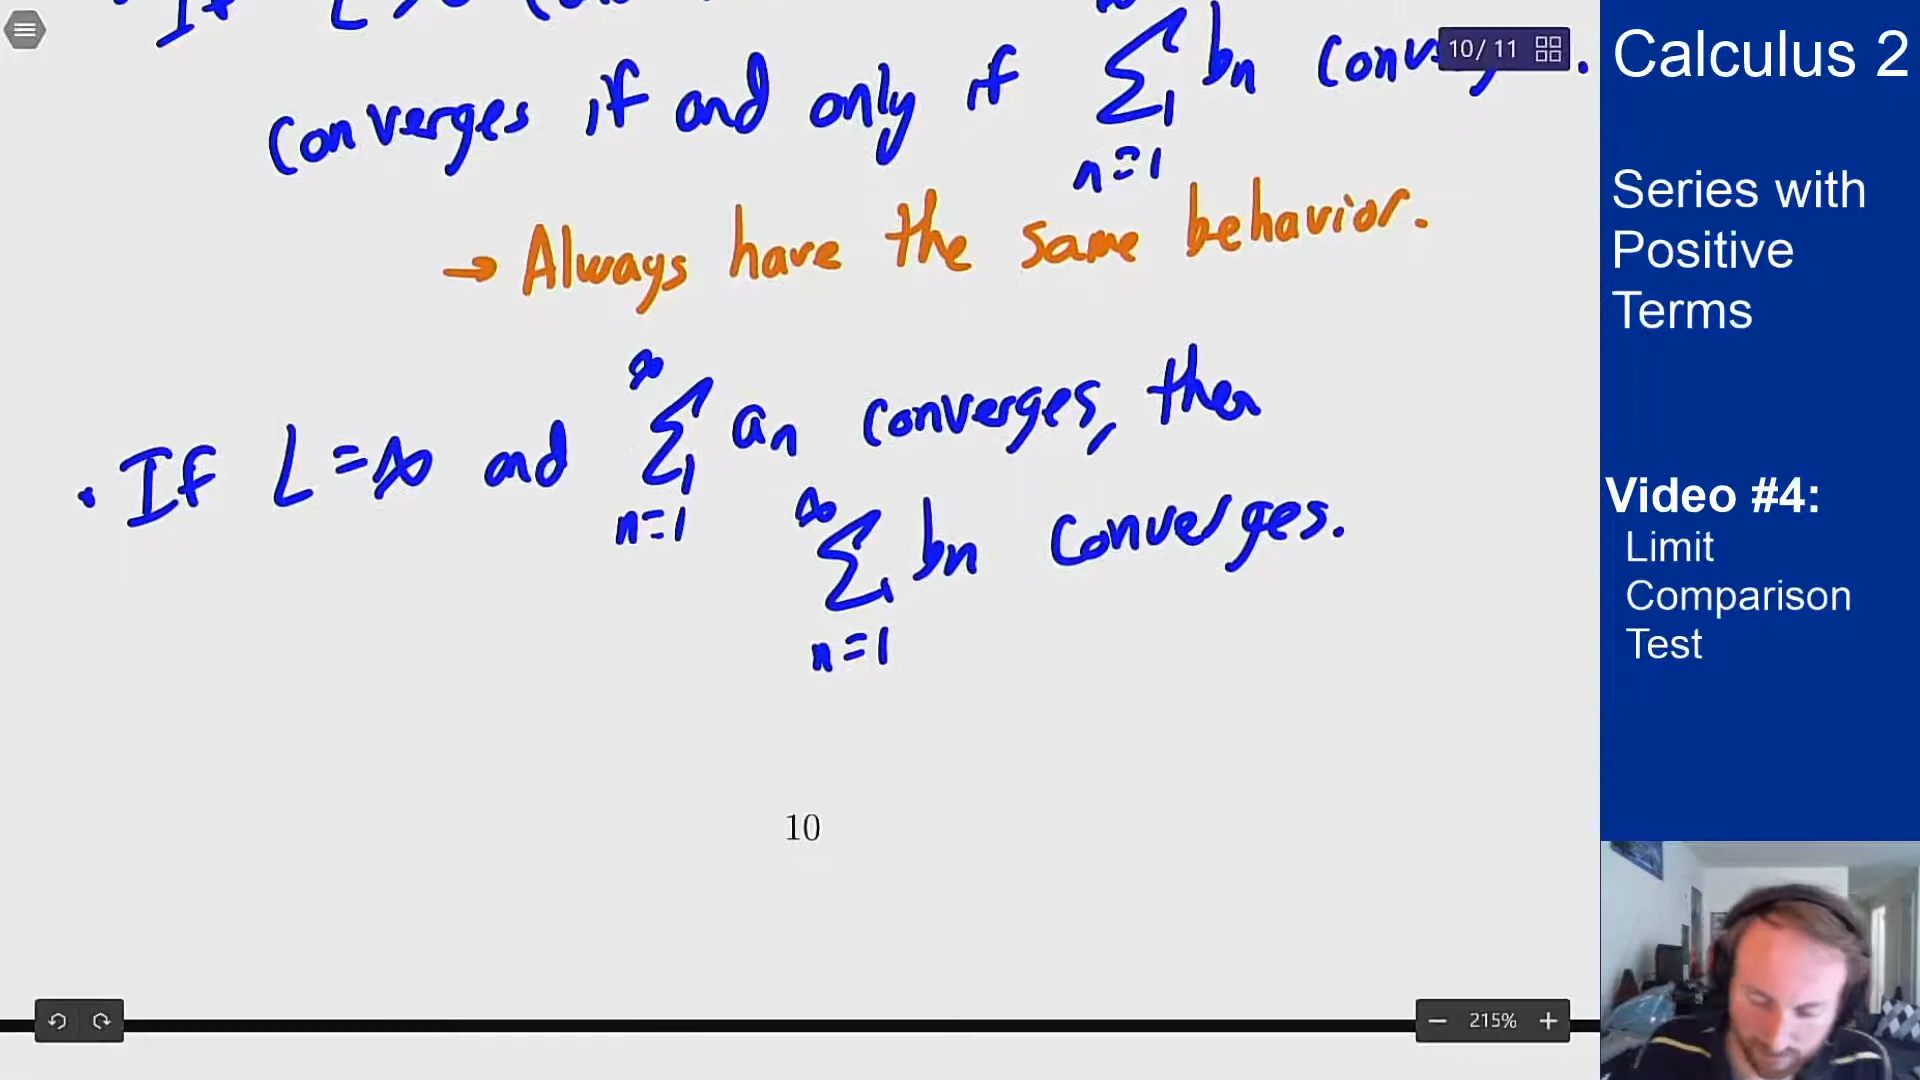 If L >
converges if and only if ∑ bn
n=1
→ Always have the same behavior.
∞
• If L = ∞ and ∑ an converges, then
n=1
∞
∑ bn converges.
n=1
10
10/ 11
215%
Calculus 2
Series with
Positive
Terms
Video #4:
Limit
Comparison
Test